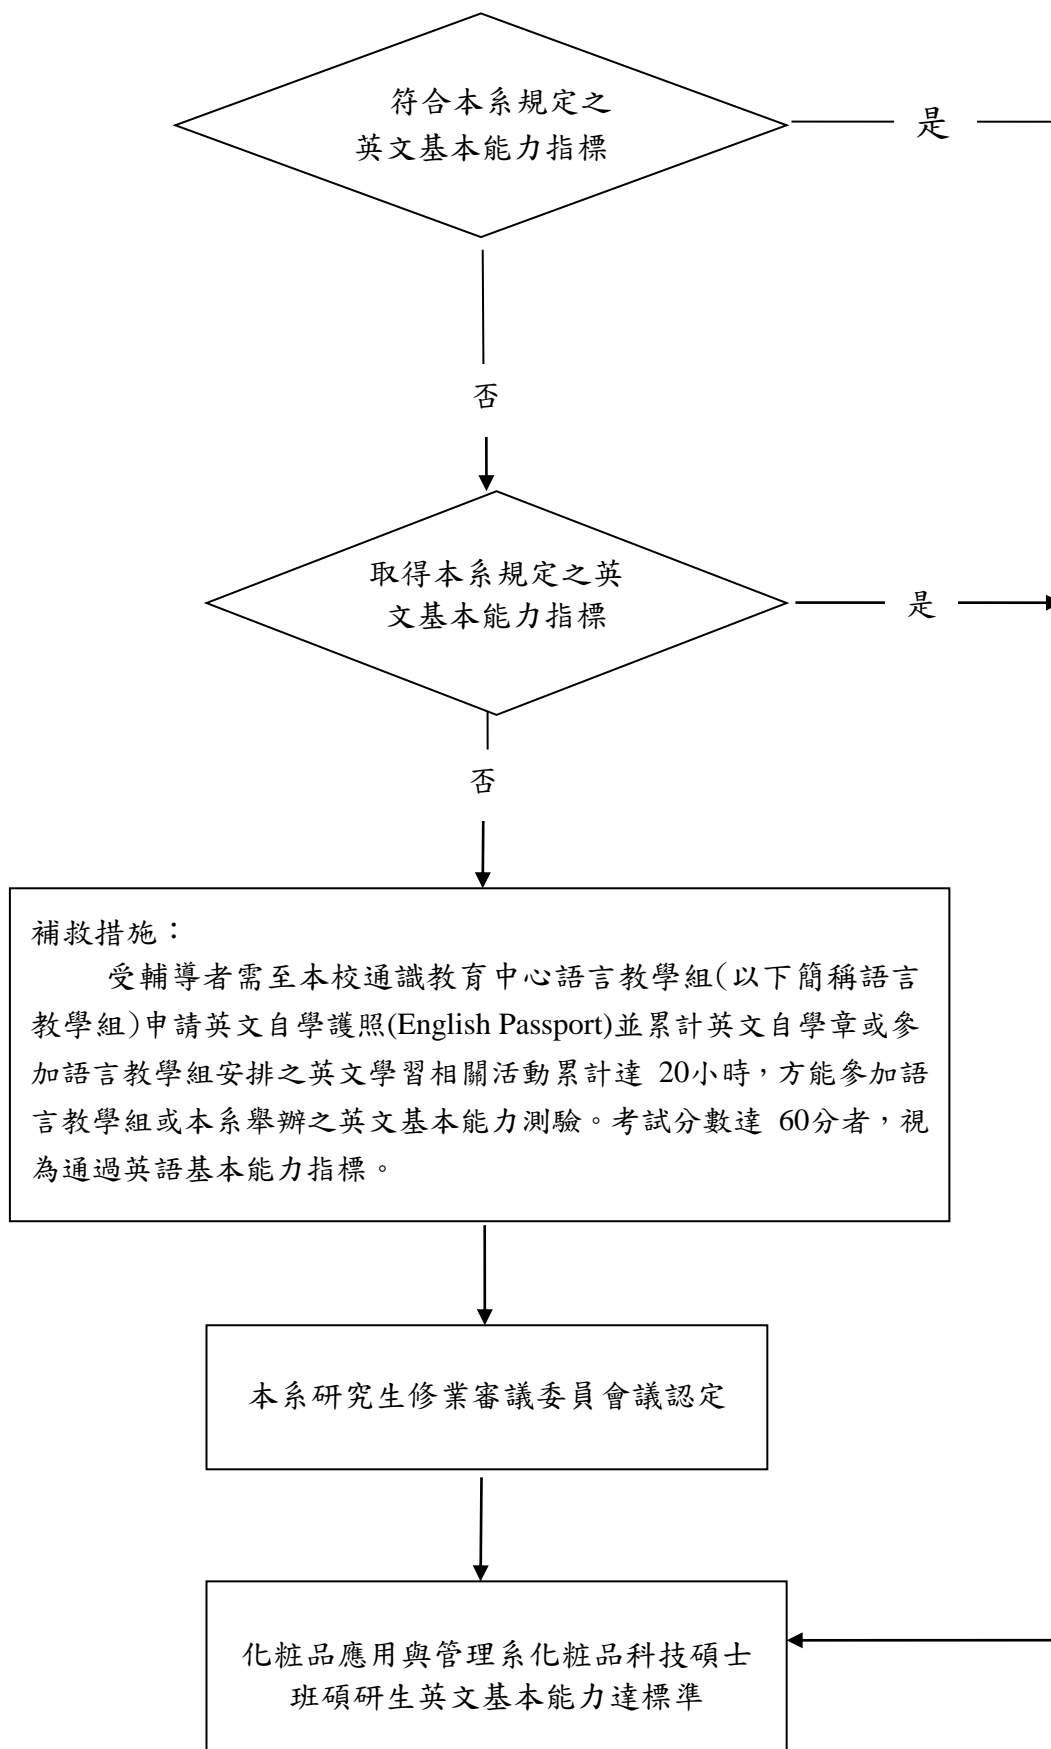 符合本系規定之
英文基本能力指標
是
否
取得本系規定之英
文基本能力指標
是
否
補救措施：
受輔導者需至本校通識教育中心語言教學組(以下簡稱語言
教學組)申請英文自學護照(English Passport)並累計英文自學章或參
加語言教學組安排之英文學習相關活動累計達 20小時，方能參加語
言教學組或本系舉辦之英文基本能力測驗。考試分數達 60分者，視
為通過英語基本能力指標。
本系研究生修業審議委員會議認定
化粧品應用與管理系化粧品科技碩士
班碩研生英文基本能力達標準